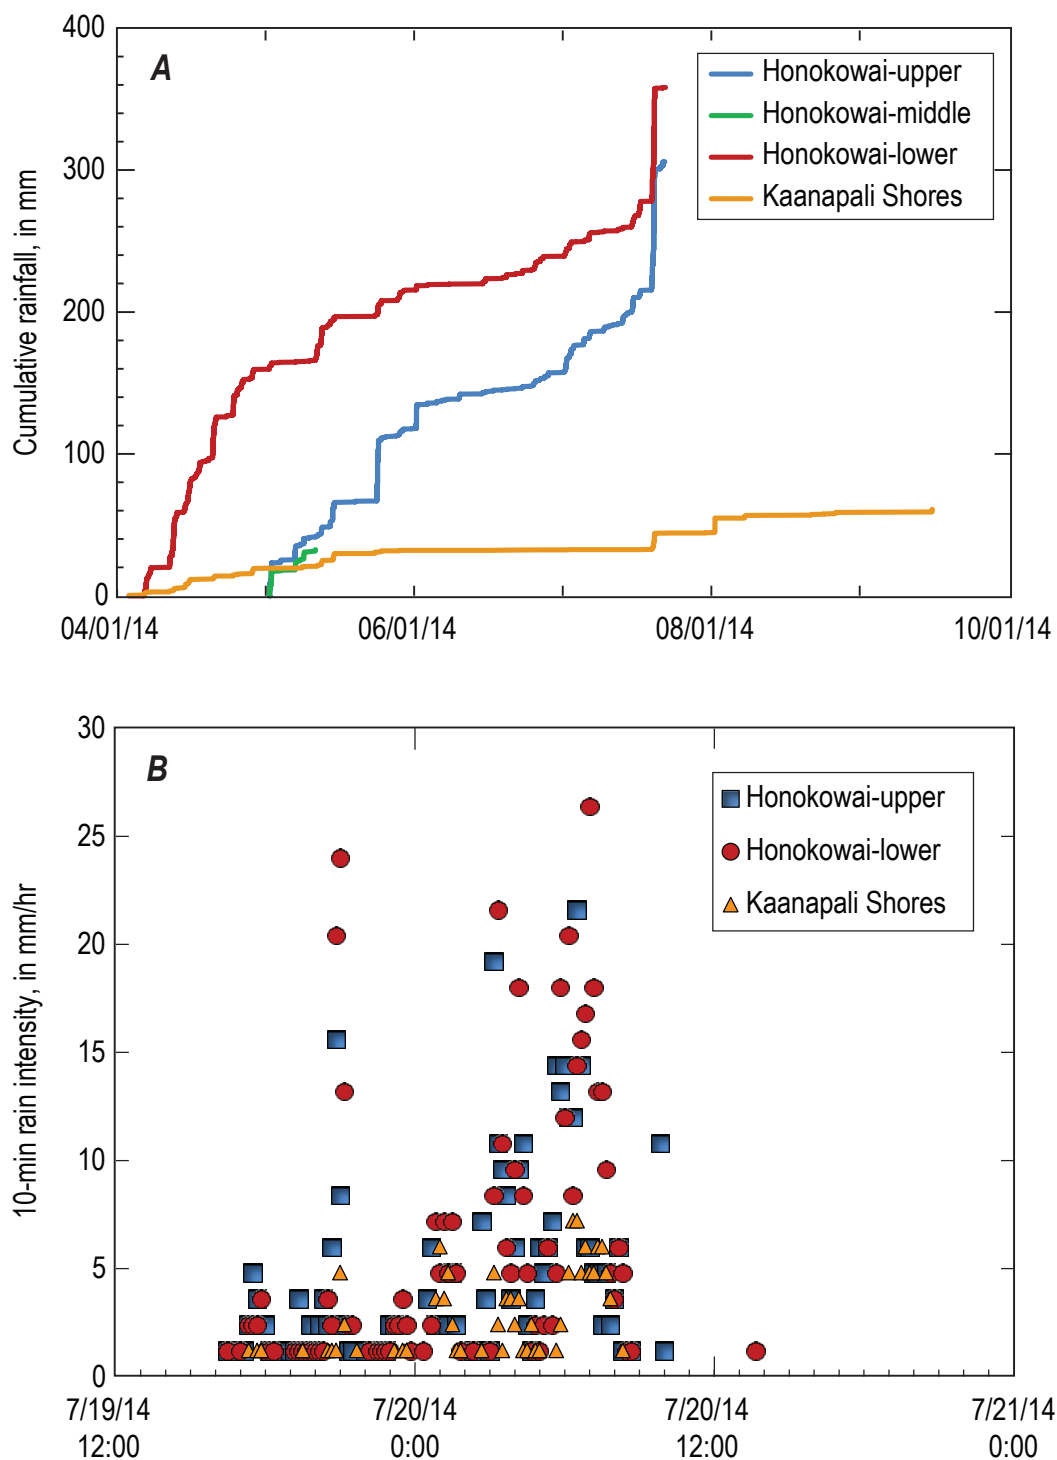 400
300
200
100
0
Cumulative rainfall, in mm
A
Honokowai-upper
Honokowai-middle
Honokowai-lower
Kaanapali Shores
04/01/14 06/01/14 08/01/14 10/01/14
30
25
20
15
10
5
0
10-min rain intensity, in mm/hr
B
Honokowai-upper
Honokowai-lower
Kaanapali Shores
7/19/14 7/20/14 7/20/14 7/21/14
12:00 0:00 12:00 0:00